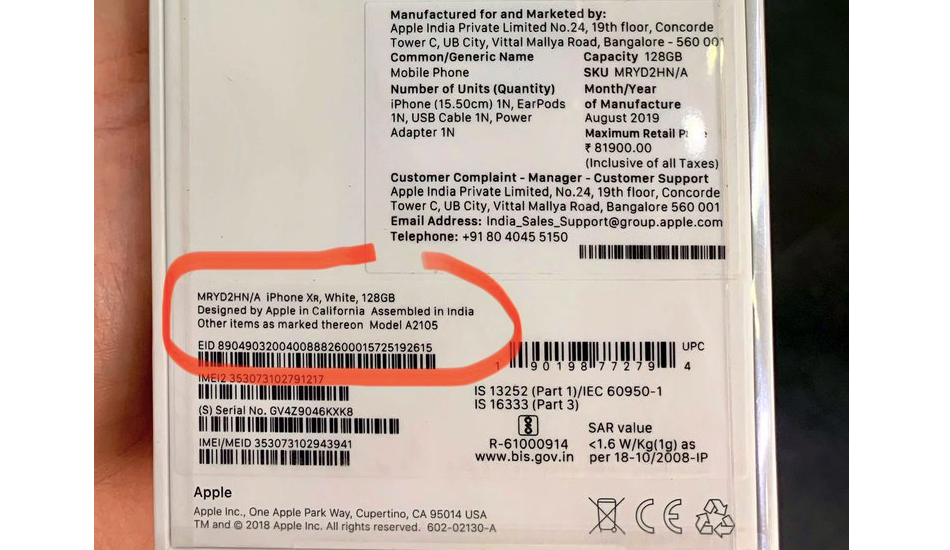 Manufactured for and Marketed by:
Apple India Private Limited No.24, 19th floor, Concorde
Tower C, UB City, Vittal Mallya Road, Bangalore - 560 001
Common/Generic Name
Mobile Phone
Number of Units (Quantity)
iPhone (15.50cm) 1N, EarPods
1N, USB Cable 1N, Power
Adapter 1N
Capacity 128GB
SKU MRYD2HN/A
Month/Year
of Manufacture
August 2019
Maximum Retail
₹ 81900.00
(Inclusive of all Taxes)
Customer Complaint - Manager - Customer Support
Apple India Private Limited, No.24, 19th floor, Concorde
Tower C, UB City, Vittal Mallya Road, Bangalore 560 001
Email Address: India_Sales_Support@group.apple.com
Telephone: +91 80 4045 5150
MRYD2HN/A iPhone XR, White, 128GB
Designed by Apple in California Assembled in India
Other items as marked thereon Model A2105
EID 89049032004008882600015725192615
IMEI2 353073102791217
(S) Serial No. GV4Z9046KXK8
IMEI/MEID 353073102943941
UPC
1 90198 77279 4
IS 13252 (Part 1)/IEC 60950-1
IS 16333 (Part 3)
R-61000914
www.bis.gov.in
SAR value
<1.6 W/Kg(1g) as
per 18-10/2008-IP
Apple
Apple Inc., One Apple Park Way, Cupertino, CA 95014 USA
TM and © 2018 Apple Inc. All rights reserved. 602-02130-A